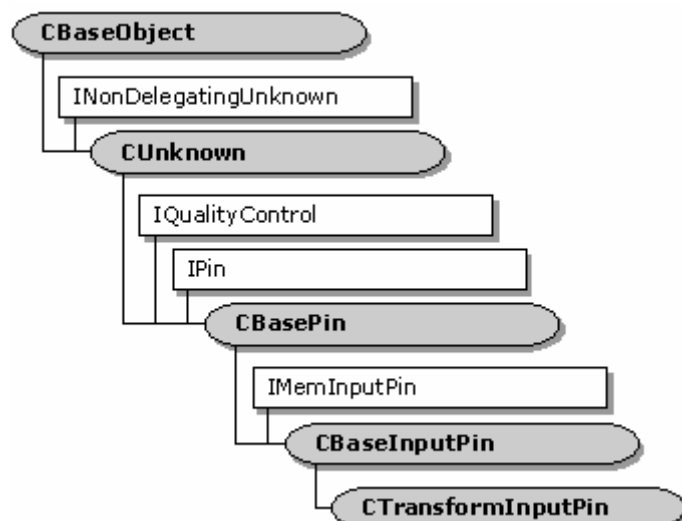 CBaseObject
INonDelegatingUnknown
CUnknown
IQualityControl
IPin
CBasePin
IMemInputPin
CBaseInputPin
CTransformInputPin